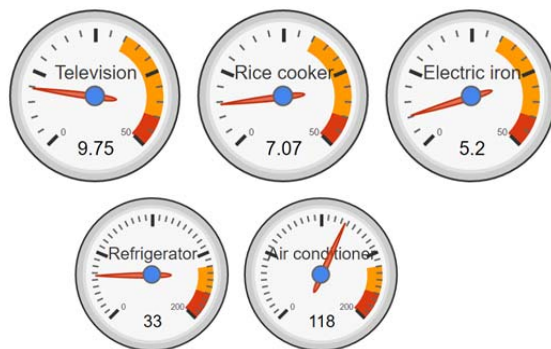 Television
0 50
9.75
Rice cooker
0 50
7.07
Electric iron
0 50
5.2
Refrigerator
0 200
33
Air conditioner
0 200
118